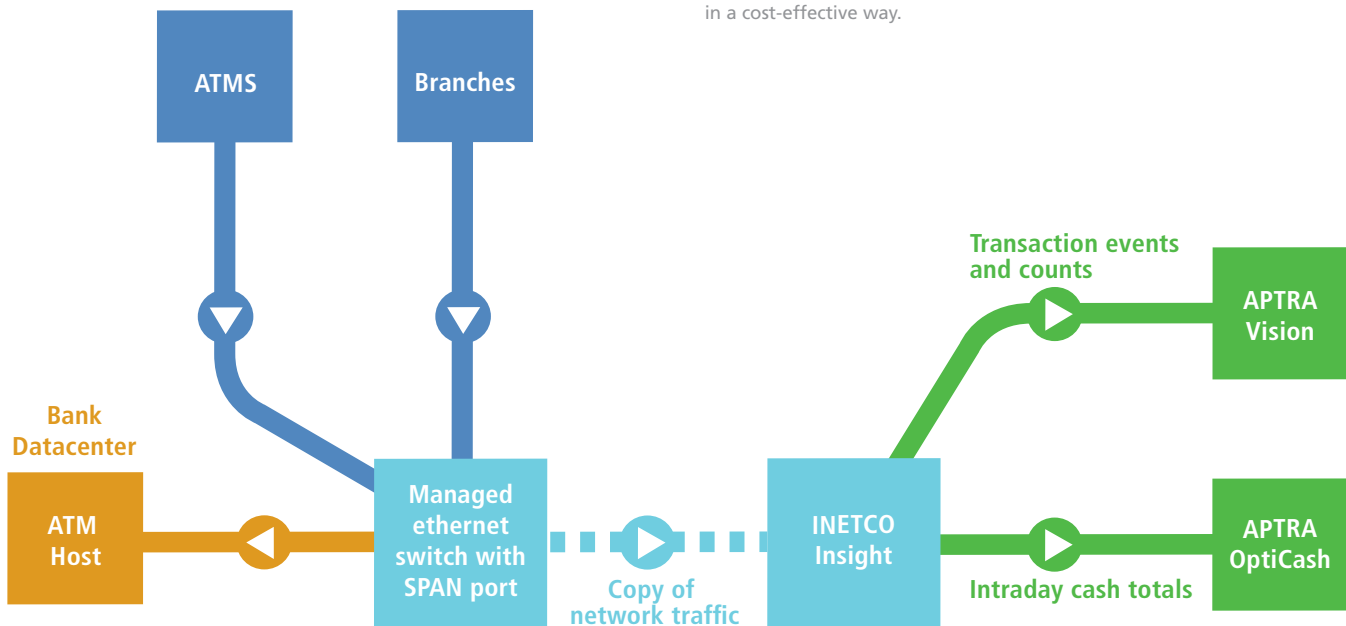 in a cost-effective way.
ATMS
Branches
Transaction events
and counts
APTRA
Vision
Bank
Datacenter
ATM
Host
Managed
ethernet
switch with
SPAN port
Copy of
network traffic
INETCO
Insight
Intraday cash totals
APTRA
OptiCash